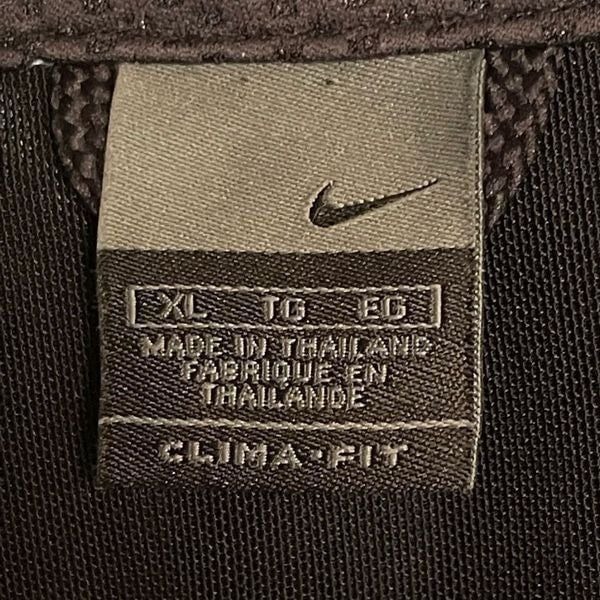 XL TG EG
MADE IN THAILAND
FABRIQUE EN
THAILANDE
CLIMA·FIT